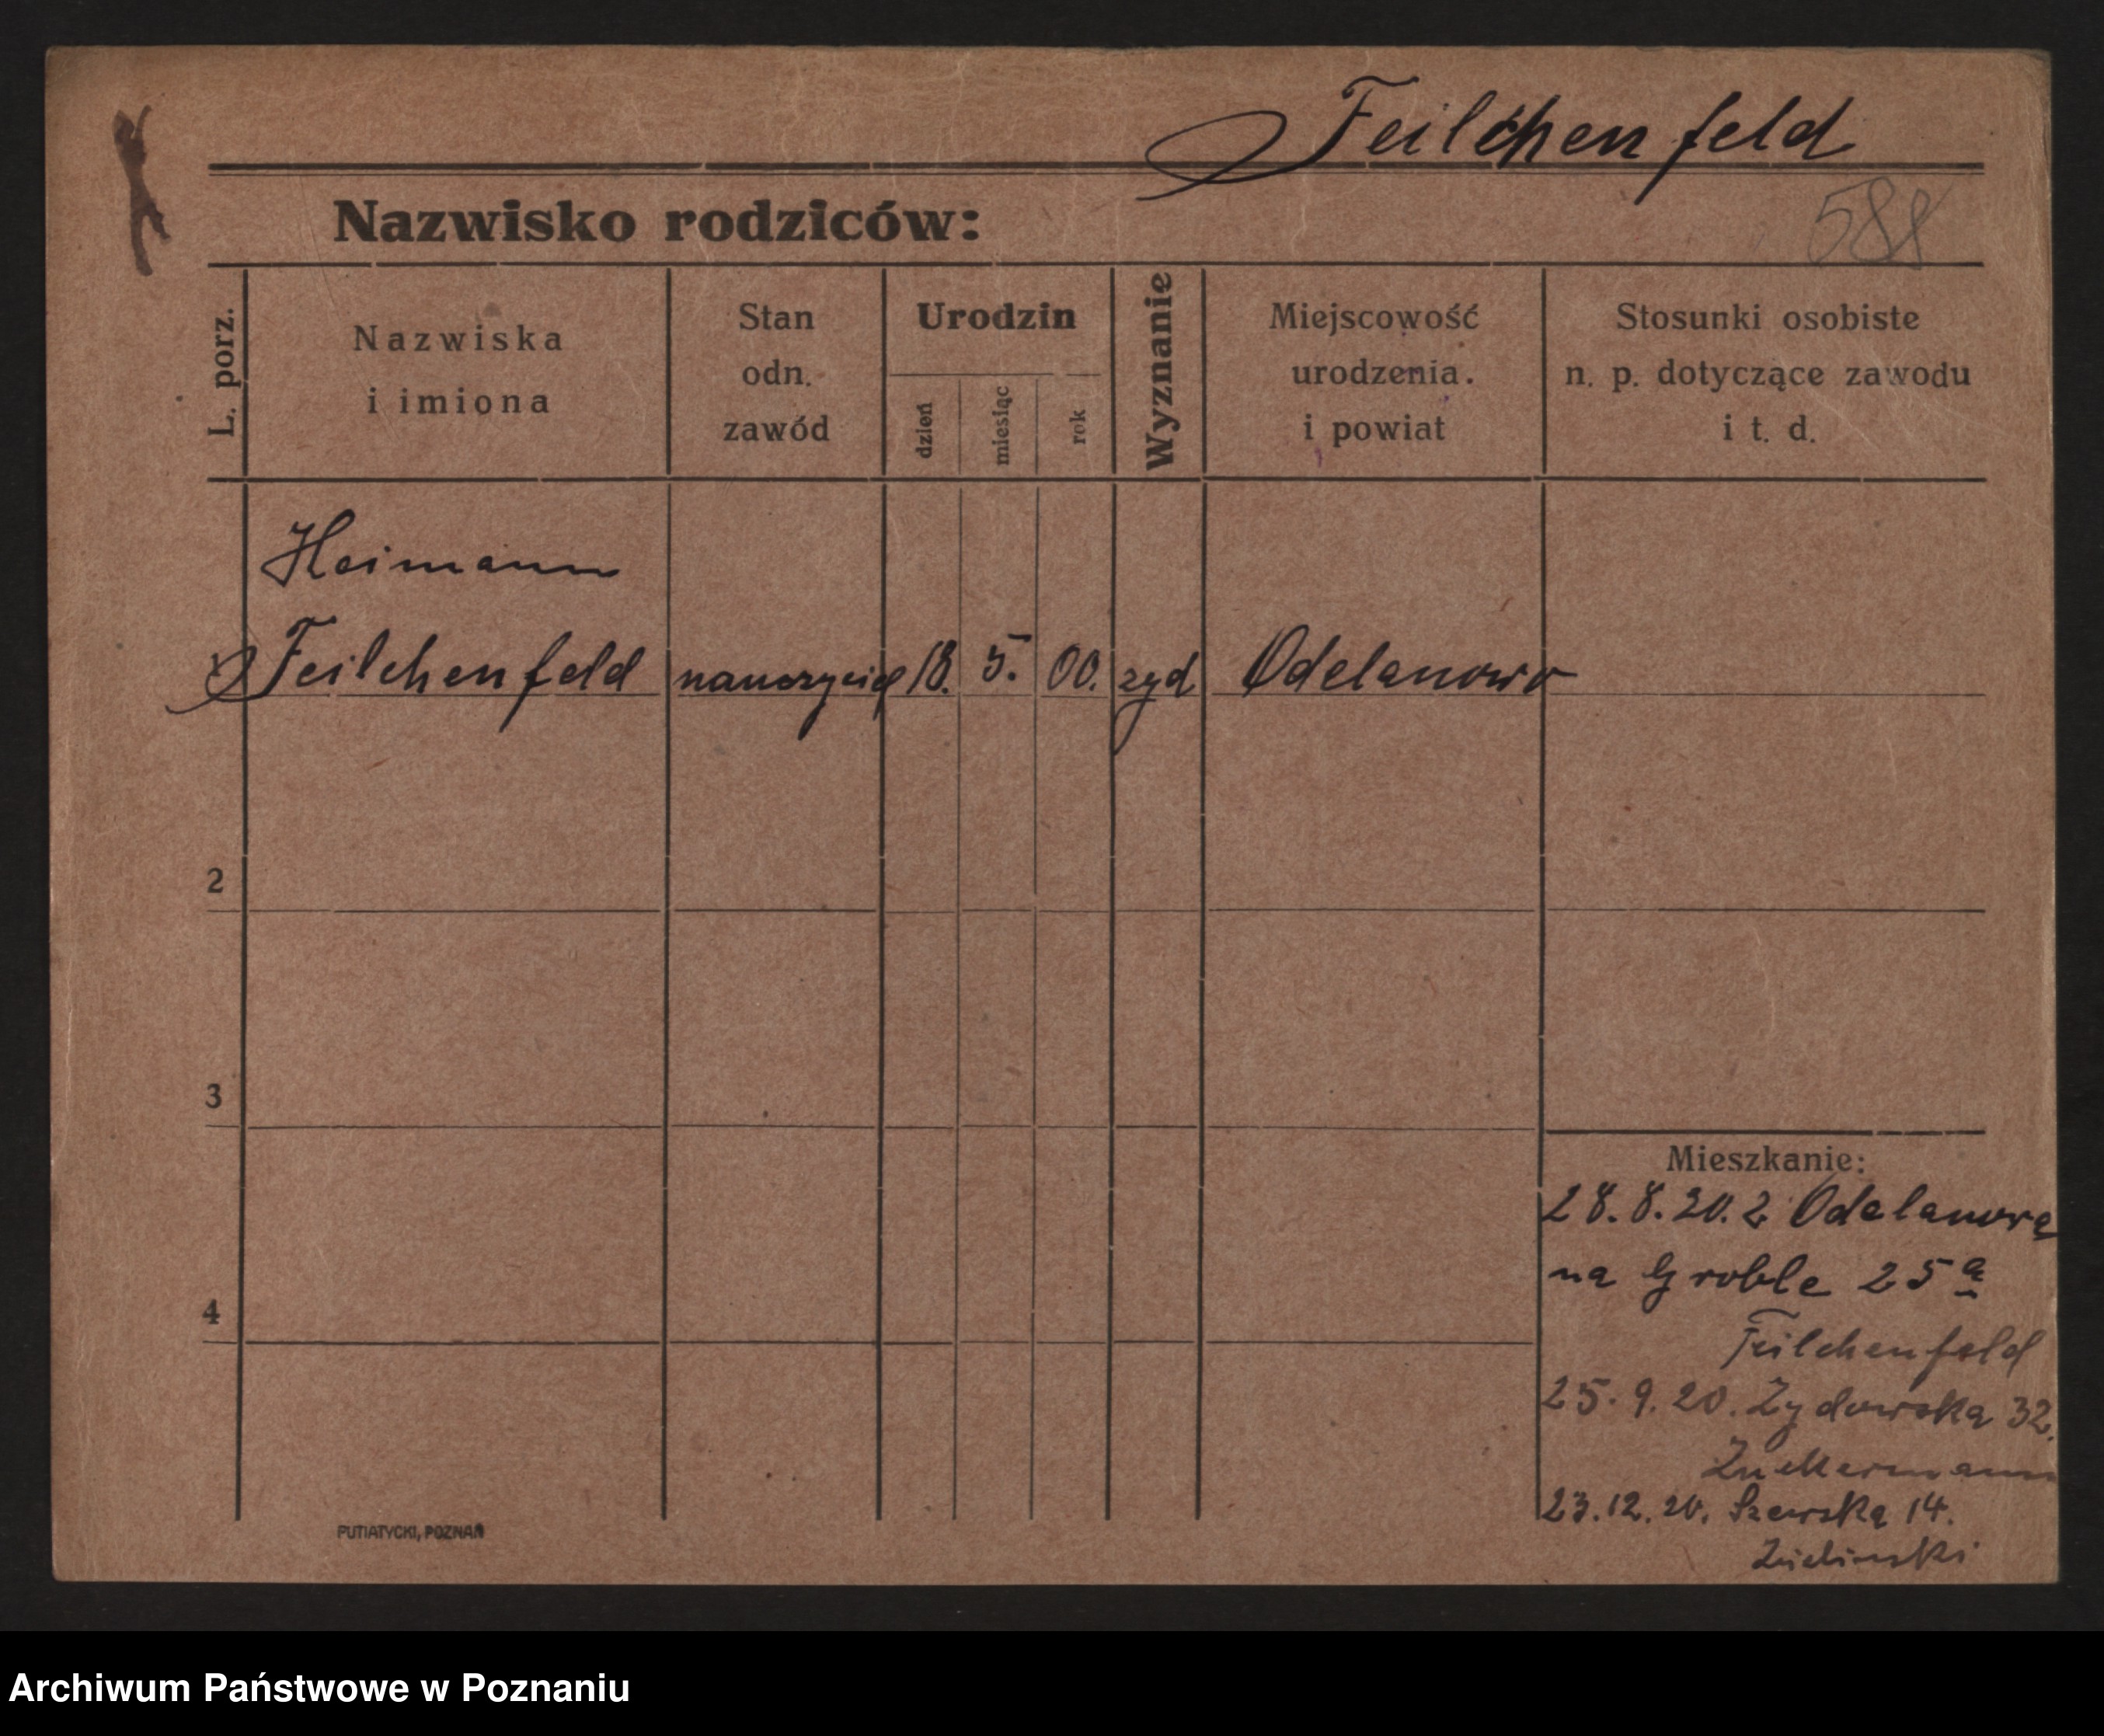 Feilchenfeld
Nazwisko rodziców:
588
L. porz.
Nazwiska
i imiona
Stan
odn.
zawód
Urodzin
dzień
miesiąc
rok
Wyznanie
Miejscowość
urodzenia.
i powiat
Stosunki osobiste
n. p. dotyczące zawodu
i t. d.
Heimann
Feilchenfeld nauczyciel 18. 5. 00. zyd Odelanowo
2
3
4
Mieszkanie:
28.8.20. z Odelanowa
na Groble 25a
Feilchenfeld
25.9.20. Żydowska 32.
Zuckermann
23.12.20. Szewska 14.
Zielinski
PUTIATYCKI, POZNAŃ
Archiwum Państwowe w Poznaniu